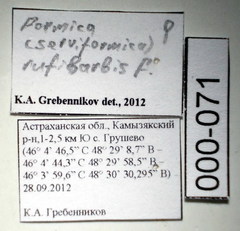 Formica ☿
(serviformica)
rufibarbis F.
K.A. Grebennikov det., 2012
Астраханская обл., Камызякский
р-н,1-2,5 км Ю с. Грушево
(46° 4' 46,5” С 48° 29' 8,7” В –
46° 4' 44,3” С 48° 29' 58,5” В –
46° 3' 59,6” С 48° 30' 30,295” В)
28.09.2012
К.А. Гребенников
000-071